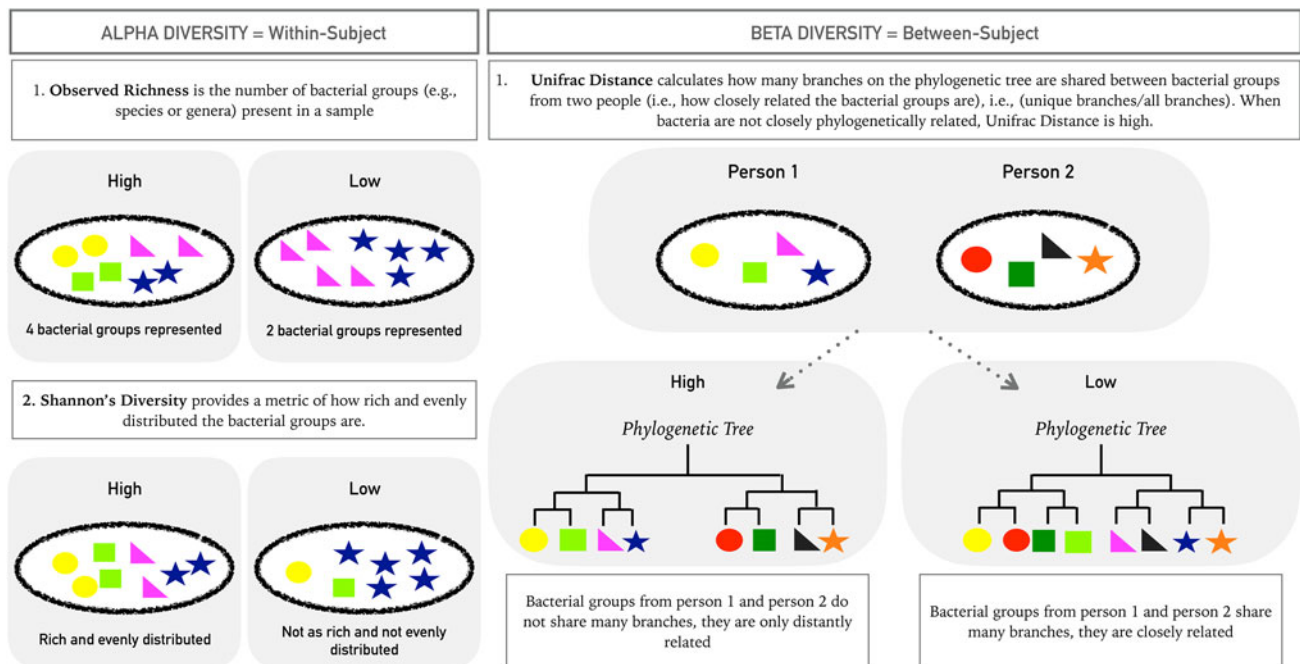 ALPHA DIVERSITY = Within-Subject
1. Observed Richness is the number of bacterial groups (e.g.,
species or genera) present in a sample
High
Low
4 bacterial groups represented
2 bacterial groups represented
2. Shannon's Diversity provides a metric of how rich and evenly
distributed the bacterial groups are.
High
Low
Rich and evenly distributed
Not as rich and not evenly
distributed
BETA DIVERSITY = Between-Subject
1. Unifrac Distance calculates how many branches on the phylogenetic tree are shared between bacterial groups
from two people (i.e., how closely related the bacterial groups are), i.e., (unique branches/all branches). When
bacteria are not closely phylogenetically related, Unifrac Distance is high.
Person 1
Person 2
High
Phylogenetic Tree
Bacterial groups from person 1 and person 2 do
not share many branches, they are only distantly
related
Low
Phylogenetic Tree
Bacterial groups from person 1 and person 2 share
many branches, they are closely related